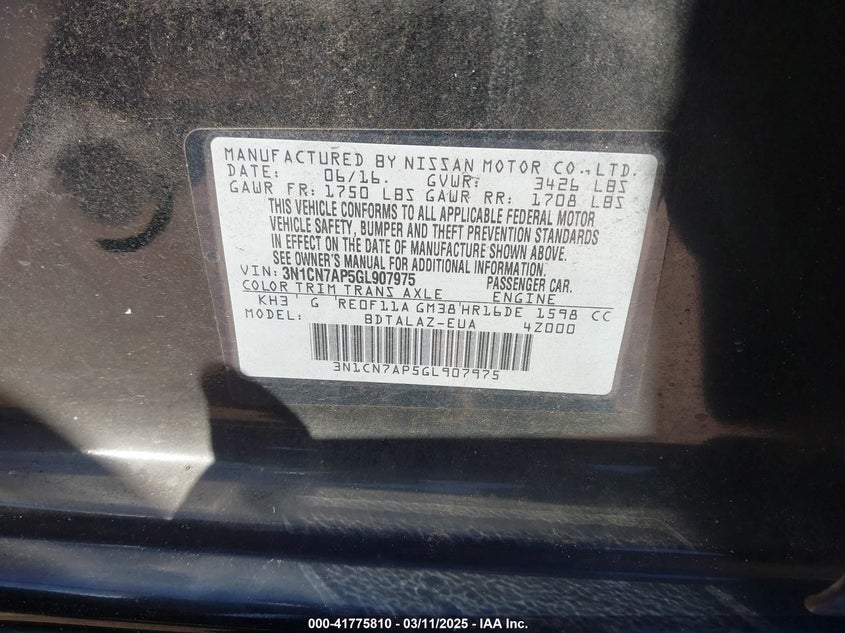 MANUFACTURED BY NISSAN MOTOR CO., LTD.
DATE: 06/16. GVWR: 3426 LBS
GAWR FR: 1750 LBS GAWR RR: 1708 LBS
THIS VEHICLE CONFORMS TO ALL APPLICABLE FEDERAL MOTOR
VEHICLE SAFETY, BUMPER AND THEFT PREVENTION STANDARDS
IN EFFECT ON THE DATE OF MANUFACTURE SHOWN ABOVE.
SEE OWNER'S MANUAL FOR ADDITIONAL INFORMATION.
VIN: 3N1CN7AP5GL907975 PASSENGER CAR.
COLOR TRIM TRANS AXLE ENGINE
KH3 G RE0F11A GM38 HR16DE 1598 CC
MODEL: BDTALAZ-EUA 4Z000
3N1CN7AP5GL907975
000-41775810 - 03/11/2025 - IAA Inc.